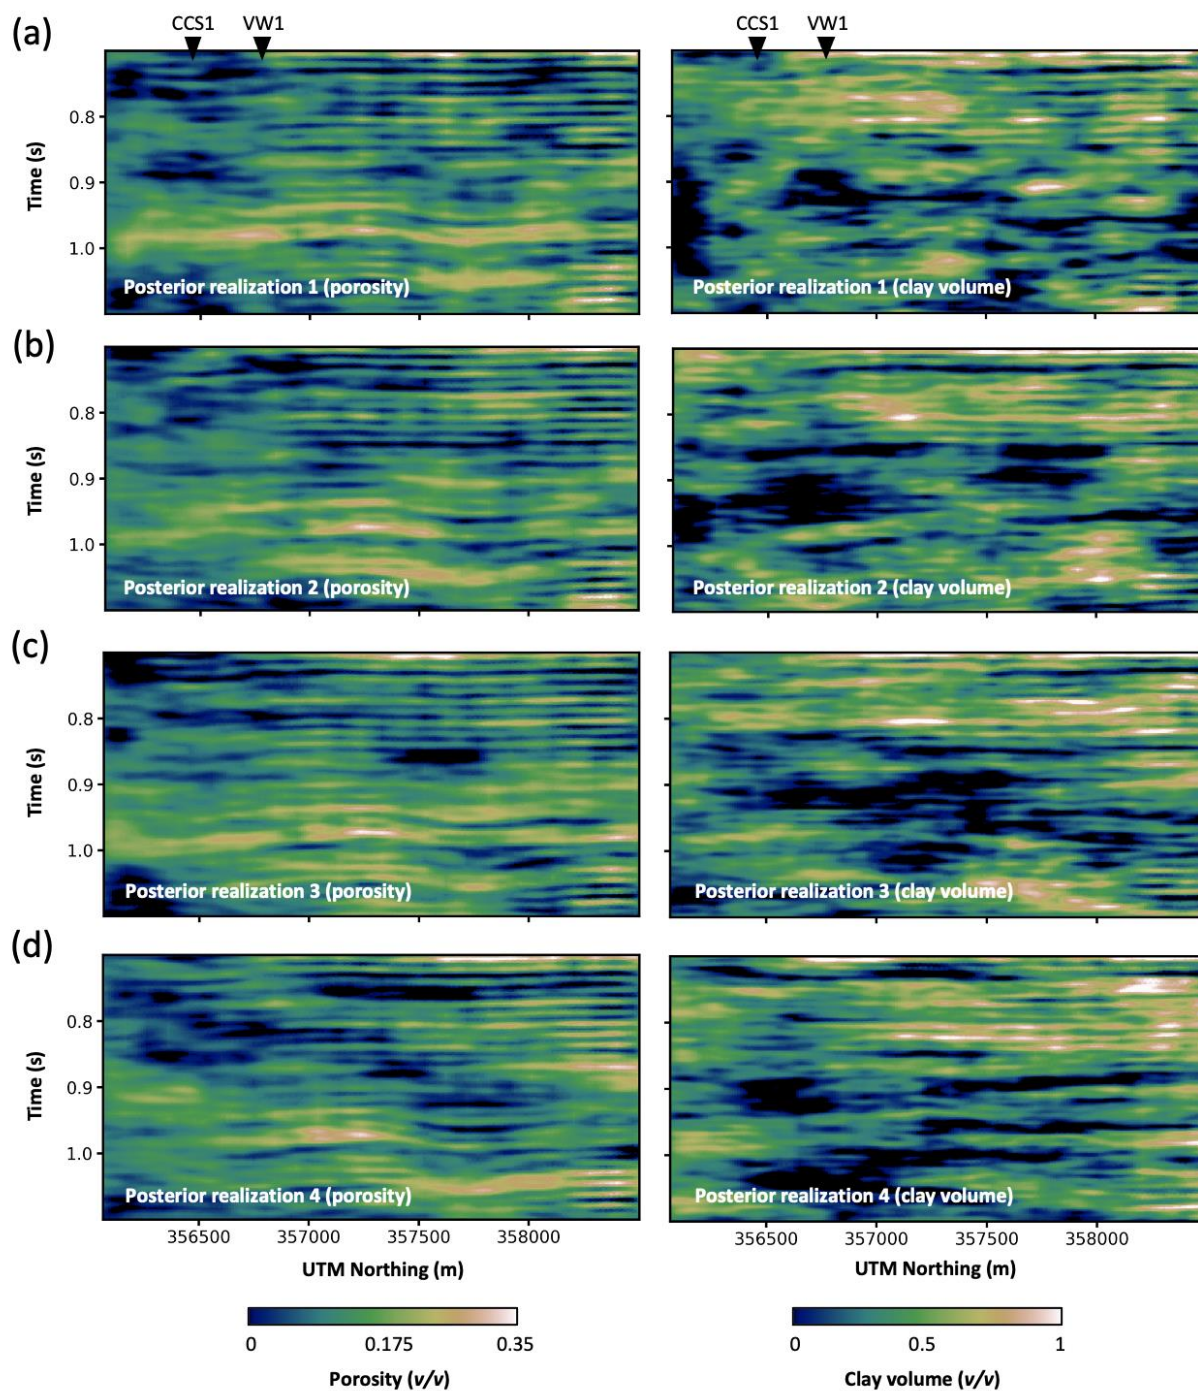 (a)
CCS1 VW1
CCS1 VW1
Time (s)
0.8
0.9
1.0
Posterior realization 1 (porosity)
Posterior realization 1 (clay volume)
(b)
Time (s)
0.8
0.9
1.0
Posterior realization 2 (porosity)
Posterior realization 2 (clay volume)
(c)
Time (s)
0.8
0.9
1.0
Posterior realization 3 (porosity)
Posterior realization 3 (clay volume)
(d)
Time (s)
0.8
0.9
1.0
Posterior realization 4 (porosity)
Posterior realization 4 (clay volume)
356500 357000 357500 358000
356500 357000 357500 358000
UTM Northing (m)
UTM Northing (m)
0 0.175 0.35
0 0.5 1
Porosity (v/v)
Clay volume (v/v)